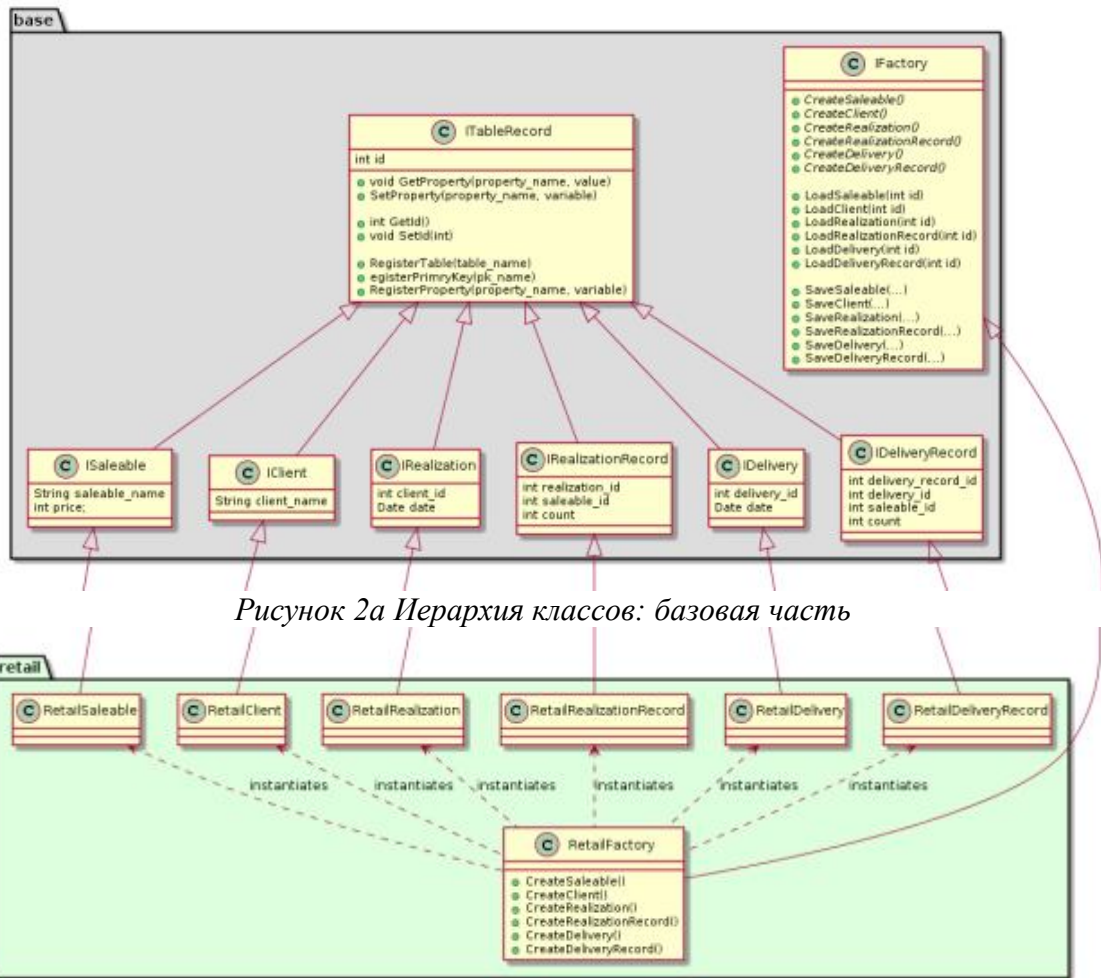 base
C IFactory
CreateSaleable()
CreateClient()
CreateRealization()
CreateRealizationRecord()
CreateDelivery()
CreateDeliveryRecord()
LoadSaleable(int id)
LoadClient(int id)
LoadRealization(int id)
LoadRealizationRecord(int id)
LoadDelivery(int id)
LoadDeliveryRecord(int id)
SaveSaleable(...)
SaveClient(...)
SaveRealization(...)
SaveRealizationRecord(...)
SaveDelivery(...)
SaveDeliveryRecord(...)
C ITableRecord
int id
void GetProperty(property_name, value)
SetProperty(property_name, variable)
int GetId()
void SetId(int)
RegisterTable(table_name)
egisterPrimryKey(pk_name)
RegisterProperty(property_name, variable)
C ISaleable
String saleable_name
int price;
C IClient
String client_name
C IRealization
int client_id
Date date
C IRealizationRecord
int realization_id
int saleable_id
int count
C IDelivery
int delivery_id
Date date
C IDeliveryRecord
int delivery_record_id
int delivery_id
saleable_id
int count
Рисунок 2а Иерархия классов: базовая часть
retail
C RetailSaleable
C RetailClient
C RetailRealization
C RetailRealizationRecord
C RetailDelivery
C RetailDeliveryRecord
instantiates
instantiates
instantiates
instantiates
instantiates
instantiates
C RetailFactory
CreateSaleable()
CreateClient()
CreateRealization()
CreateRealizationRecord()
CreateDelivery()
CreateDeliveryRecord()